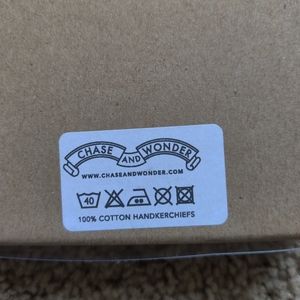 CHASE AND WONDER
WWW.CHASEANDWONDER.COM
40
100% COTTON HANDKERCHIEFS